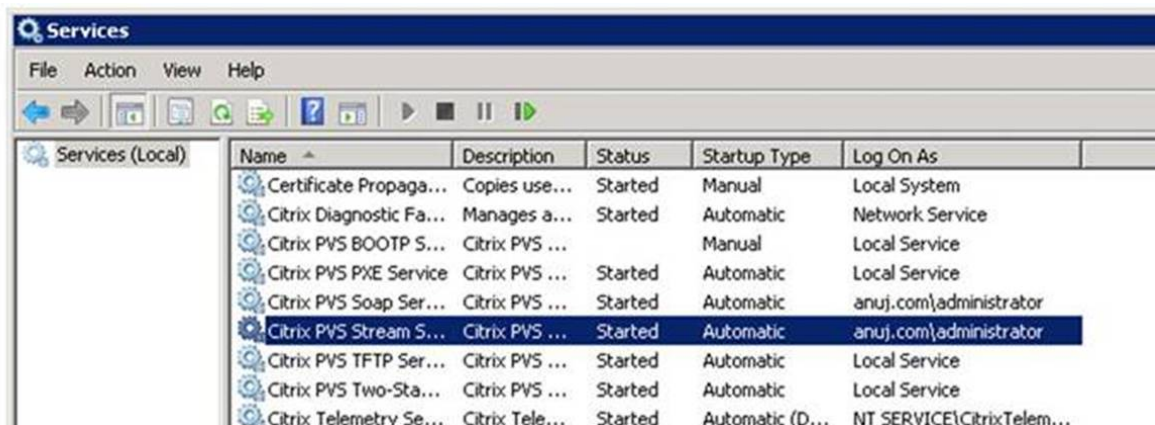 Services
File Action View Help
Services (Local)
Name Description Status Startup Type Log On As
Certificate Propaga... Copies use... Started Manual Local System
Citrix Diagnostic Fa... Manages a... Started Automatic Network Service
Citrix PVS BOOTP S... Citrix PVS ... Manual Local Service
Citrix PVS PXE Service Citrix PVS ... Started Automatic Local Service
Citrix PVS Soap Ser... Citrix PVS ... Started Automatic anuj.com\administrator
Citrix PVS Stream S... Citrix PVS ... Started Automatic anuj.com\administrator
Citrix PVS TFTP Ser... Citrix PVS ... Started Automatic Local Service
Citrix PVS Two-Sta... Citrix PVS ... Started Automatic Local Service
Citrix Telemetry Se... Citrix Tele... Started Automatic (D... NT SERVICE\CitrixTelem...